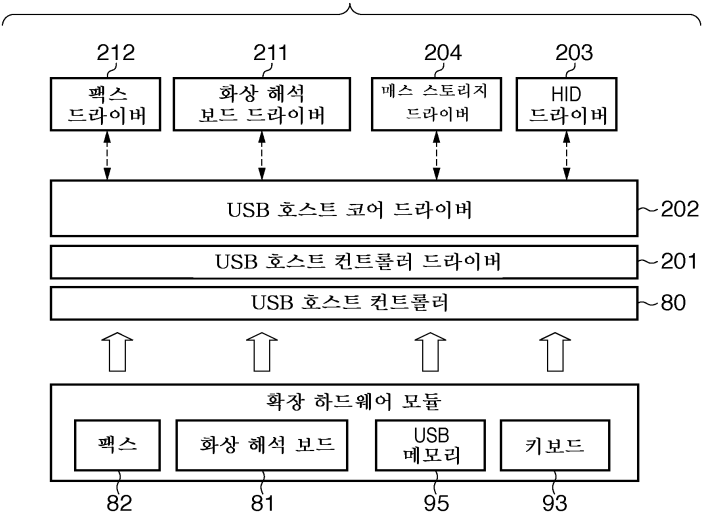 212 211 204 203
팩스
드라이버
화상 해석
보드 드라이버
매스 스토리지
드라이버
HID
드라이버
USB 호스트 코어 드라이버 202
USB 호스트 컨트롤러 드라이버 201
USB 호스트 컨트롤러 80
확장 하드웨어 모듈
팩스
화상 해석 보드
USB
메모리
키보드
82 81 95 93